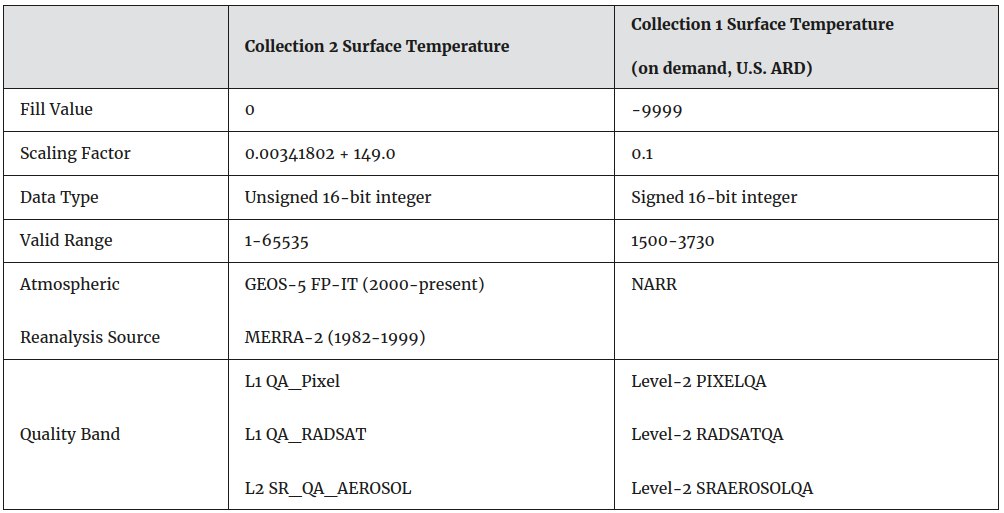 Collection 2 Surface Temperature
Collection 1 Surface Temperature
(on demand, U.S. ARD)
Fill Value
0
-9999
Scaling Factor
0.00341802 + 149.0
0.1
Data Type
Unsigned 16-bit integer
Signed 16-bit integer
Valid Range
1-65535
1500-3730
Atmospheric
Reanalysis Source
GEOS-5 FP-IT (2000-present)
MERRA-2 (1982-1999)
NARR
Quality Band
L1 QA_Pixel
L1 QA_RADSAT
L2 SR_QA_AEROSOL
Level-2 PIXELQA
Level-2 RADSATQA
Level-2 SRAEROSOLQA